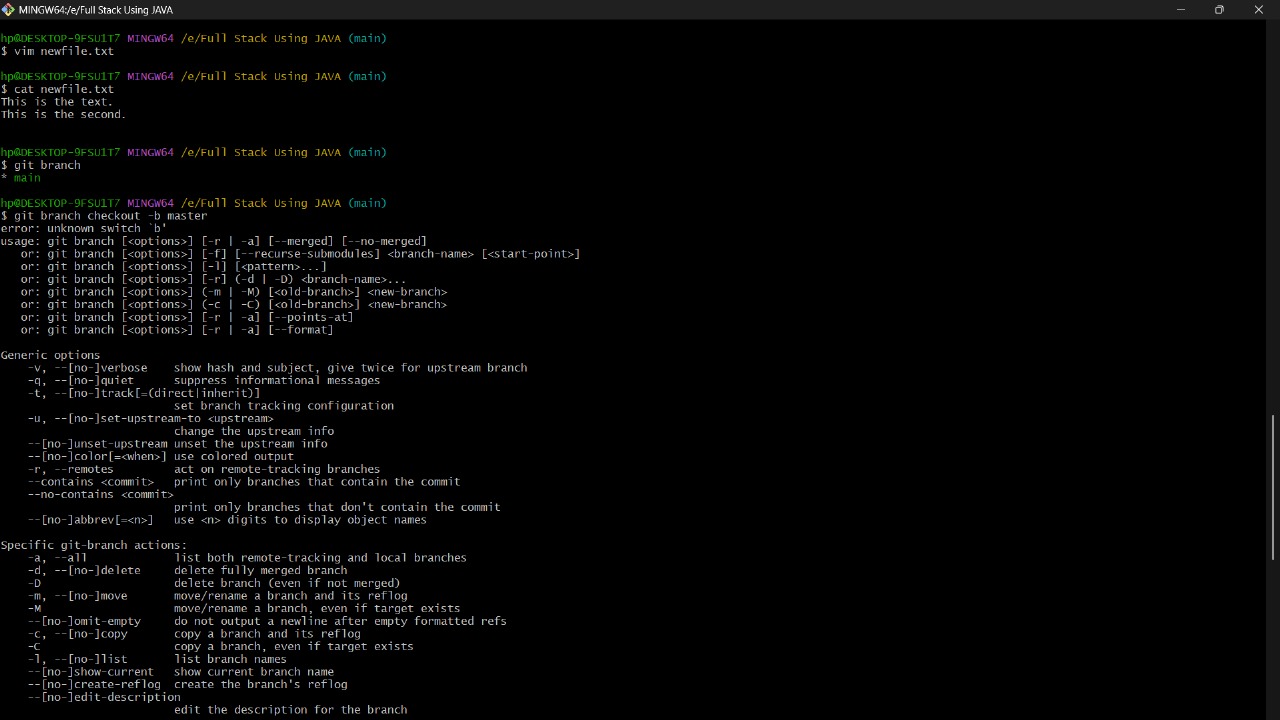 MINGW64:/e/Full Stack Using JAVA
hp@DESKTOP-9FSU1T7 MINGW64 /e/Full Stack Using JAVA (main)
$ vim newfile.txt
hp@DESKTOP-9FSU1T7 MINGW64 /e/Full Stack Using JAVA (main)
$ cat newfile.txt
This is the text.
This is the second.
hp@DESKTOP-9FSU1T7 MINGW64 /e/Full Stack Using JAVA (main)
$ git branch
* main
hp@DESKTOP-9FSU1T7 MINGW64 /e/Full Stack Using JAVA (main)
$ git branch checkout -b master
error: unknown switch `b'
usage: git branch [<options>] [-r | -a] [--merged] [--no-merged]
   or: git branch [<options>] [-f] [--recurse-submodules] <branch-name> [<start-point>]
   or: git branch [<options>] [-l] [<pattern>...]
   or: git branch [<options>] [-r] (-d | -D) <branch-name>...
   or: git branch [<options>] (-m | -M) [<old-branch>] <new-branch>
   or: git branch [<options>] (-c | -C) [<old-branch>] <new-branch>
   or: git branch [<options>] [-r | -a] [--points-at]
   or: git branch [<options>] [-r | -a] [--format]
Generic options
    -v, --[no-]verbose    show hash and subject, give twice for upstream branch
    -q, --[no-]quiet      suppress informational messages
    -t, --[no-]track[=(direct|inherit)]
                          set branch tracking configuration
    -u, --[no-]set-upstream-to <upstream>
                          change the upstream info
    --[no-]unset-upstream unset the upstream info
    --[no-]color[=<when>] use colored output
    -r, --remotes         act on remote-tracking branches
    --contains <commit>   print only branches that contain the commit
    --no-contains <commit>
                          print only branches that don't contain the commit
    --[no-]abbrev[=<n>]   use <n> digits to display object names
Specific git-branch actions:
    -a, --all             list both remote-tracking and local branches
    -d, --[no-]delete     delete fully merged branch
    -D                    delete branch (even if not merged)
    -m, --[no-]move       move/rename a branch and its reflog
    -M                    move/rename a branch, even if target exists
    --[no-]omit-empty     do not output a newline after empty formatted refs
    -c, --[no-]copy       copy a branch and its reflog
    -C                    copy a branch, even if target exists
    -l, --[no-]list       list branch names
    --[no-]show-current   show current branch name
    --[no-]create-reflog  create the branch's reflog
    --[no-]edit-description
                          edit the description for the branch